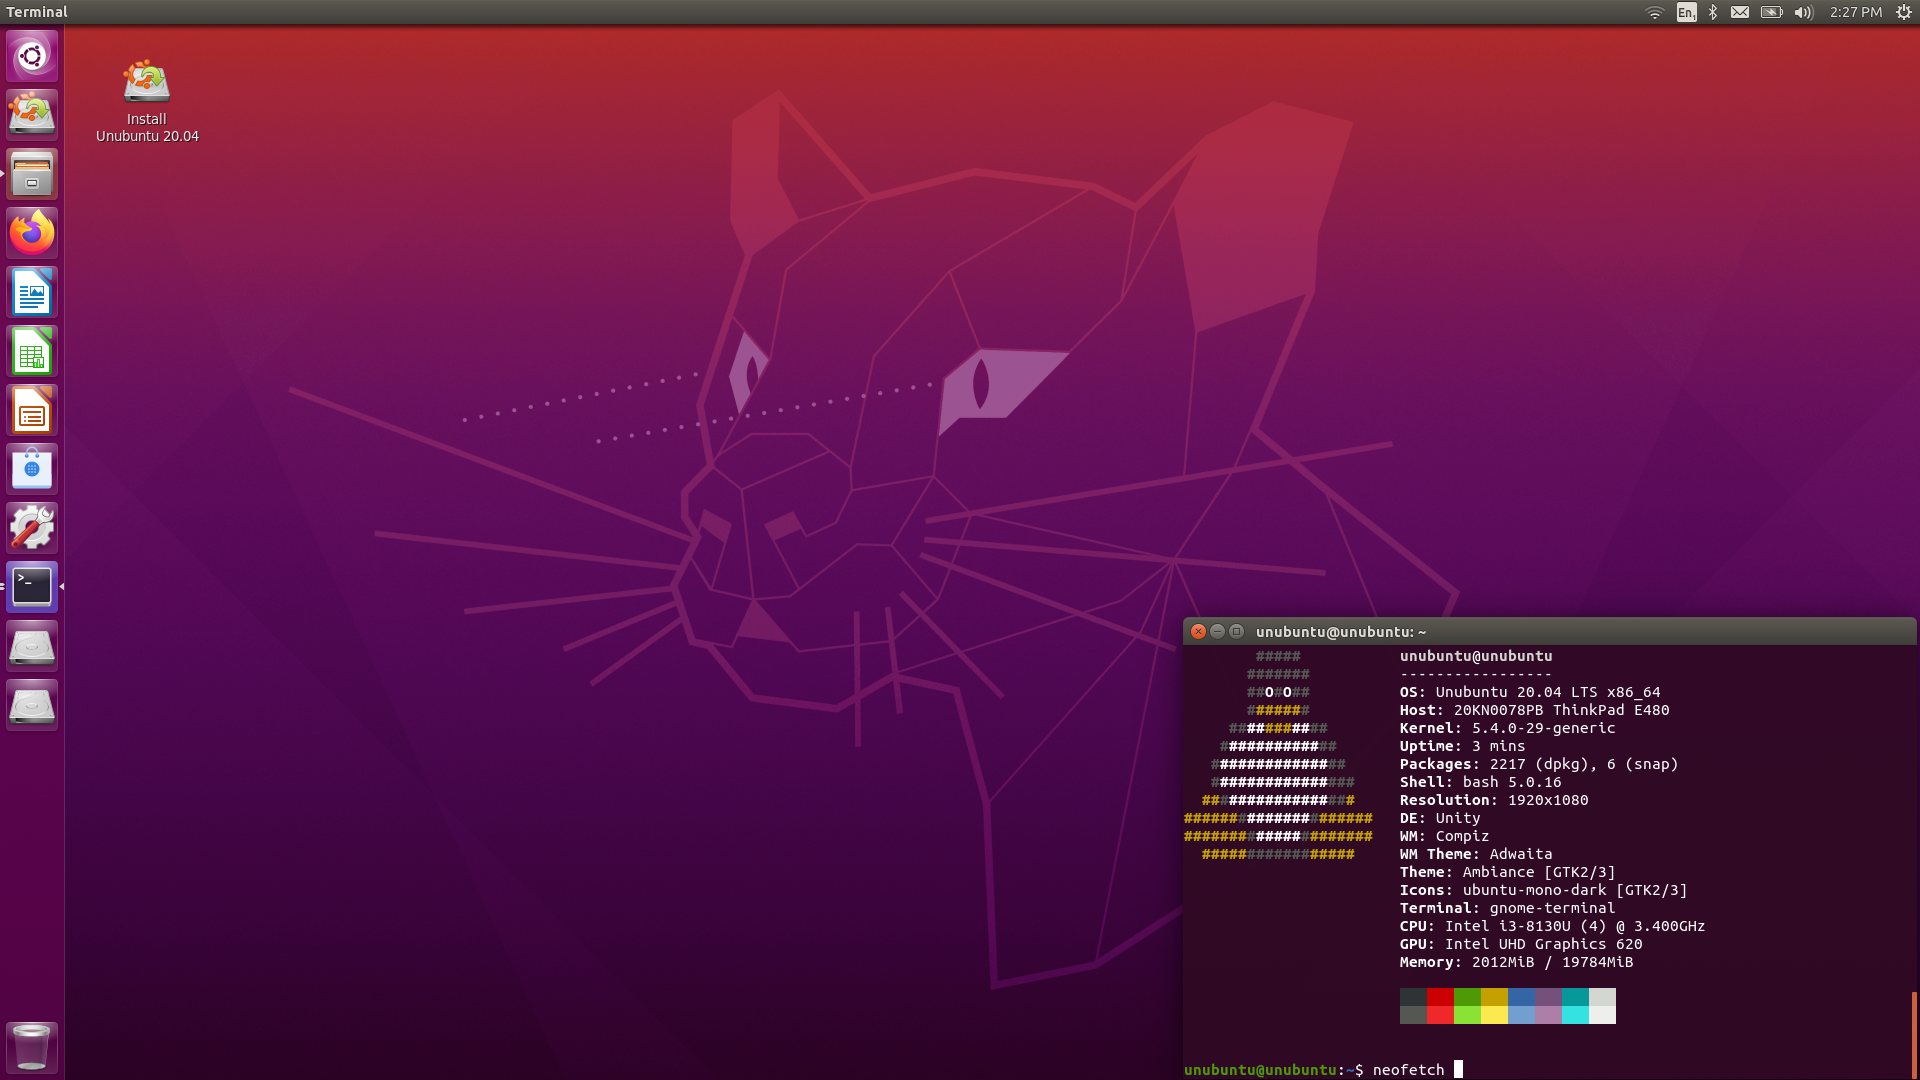 Terminal
En1
2:27 PM
Install
Unubuntu 20.04
>_
unubuntu@unubuntu: ~
#####
#######
##O#O##
#######
###########
#############
###############
################
#################
#####################
#####################
#################
unubuntu@unubuntu
-----------------
OS: Unubuntu 20.04 LTS x86_64
Host: 20KN0078PB ThinkPad E480
Kernel: 5.4.0-29-generic
Uptime: 3 mins
Packages: 2217 (dpkg), 6 (snap)
Shell: bash 5.0.16
Resolution: 1920x1080
DE: Unity
WM: Compiz
WM Theme: Adwaita
Theme: Ambiance [GTK2/3]
Icons: ubuntu-mono-dark [GTK2/3]
Terminal: gnome-terminal
CPU: Intel i3-8130U (4) @ 3.400GHz
GPU: Intel UHD Graphics 620
Memory: 2012MiB / 19784MiB
unubuntu@unubuntu:~$ neofetch